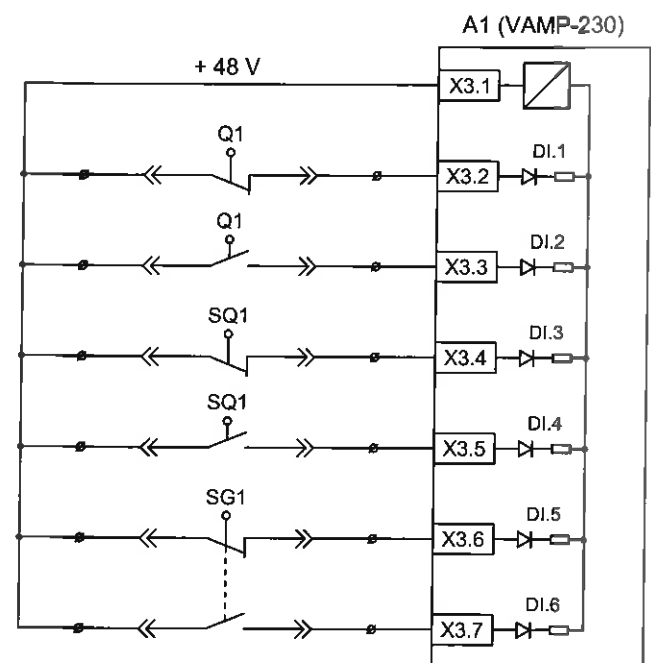 A1 (VAMP-230)
+ 48 V
X3.1
Q1
X3.2
DI.1
Q1
X3.3
DI.2
SQ1
X3.4
DI.3
SQ1
X3.5
DI.4
SG1
X3.6
DI.5
X3.7
DI.6